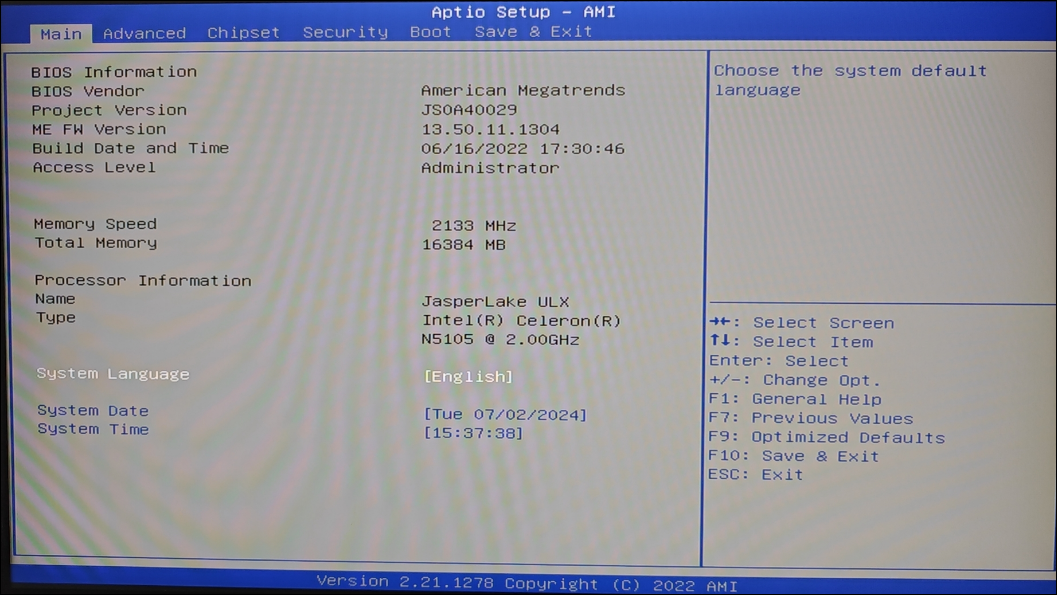 Aptio Setup – AMI
Main Advanced Chipset Security Boot Save & Exit
BIOS Information
BIOS Vendor American Megatrends
Project Version JS0A40029
ME FW Version 13.50.11.1304
Build Date and Time 06/16/2022 17:30:46
Access Level Administrator
Memory Speed 2133 MHz
Total Memory 16384 MB
Processor Information
Name JasperLake ULX
Type Intel(R) Celeron(R)
N5105 @ 2.00GHz
System Language [English]
System Date [Tue 07/02/2024]
System Time [15:37:38]
Choose the system default
language
→←: Select Screen
↑↓: Select Item
Enter: Select
+/-: Change Opt.
F1: General Help
F7: Previous Values
F9: Optimized Defaults
F10: Save & Exit
ESC: Exit
Version 2.21.1278 Copyright (C) 2022 AMI